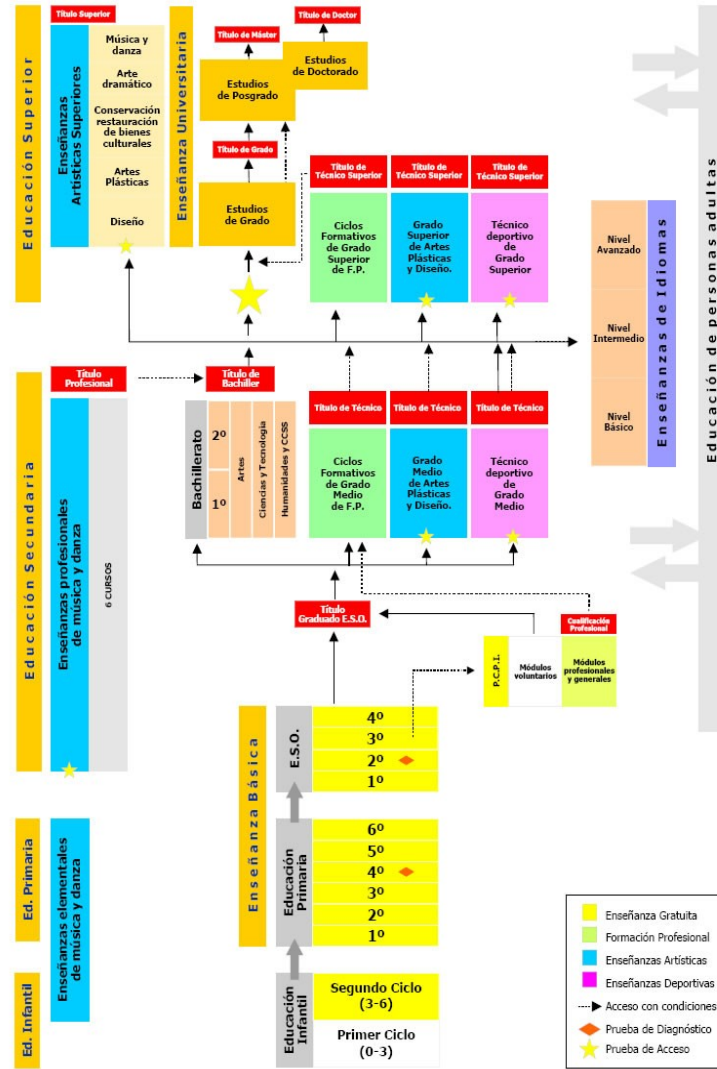 Título Superior
Educación Superior
Enseñanzas
Artísticas Superiores
Música y
danza
Arte
dramático
Conservación
restauración
de bienes
culturales
Artes
Plásticas
Diseño
Enseñanza Universitaria
Título de Máster
Título de Doctor
Estudios
de Posgrado
Estudios
de Doctorado
Título de Grado
Estudios
de Grado
Título de
Técnico Superior
Título de
Técnico Superior
Título de
Técnico Superior
Ciclos
Formativos
de Grado
Superior
de F.P.
Grado
Superior
de Artes
Plásticas
y Diseño.
Técnico
deportivo
de
Grado
Superior
Nivel
Avanzado
Nivel
Intermedio
Nivel
Básico
Enseñanzas de Idiomas
Educación de personas adultas
Educación Secundaria
Título
Profesional
Enseñanzas profesionales
de música y danza
6 CURSOS
Título de
Bachiller
Bachillerato
2º
1º
Artes
Ciencias y Tecnología
Humanidades y CCSS
Título de Técnico
Título de Técnico
Título de Técnico
Ciclos
Formativos
de Grado
Medio
de F.P.
Grado
Medio
de Artes
Plásticas
y Diseño.
Técnico
deportivo
de Grado
Medio
Título
Graduado E.S.O.
Cualificación
Profesional
P.C.P.I.
Módulos
voluntarios
Módulos
profesionales
y generales
Enseñanza Básica
E.S.O.
4º
3º
2º
1º
Ed. Primaria
Enseñanzas elementales
de música y danza
Educación
Primaria
6º
5º
4º
3º
2º
1º
Ed. Infantil
Educación
Infantil
Segundo Ciclo
(3-6)
Primer Ciclo
(0-3)
Enseñanza Gratuita
Formación Profesional
Enseñanzas Artísticas
Enseñanzas Deportivas
Acceso con condiciones
Prueba de Diagnóstico
Prueba de Acceso